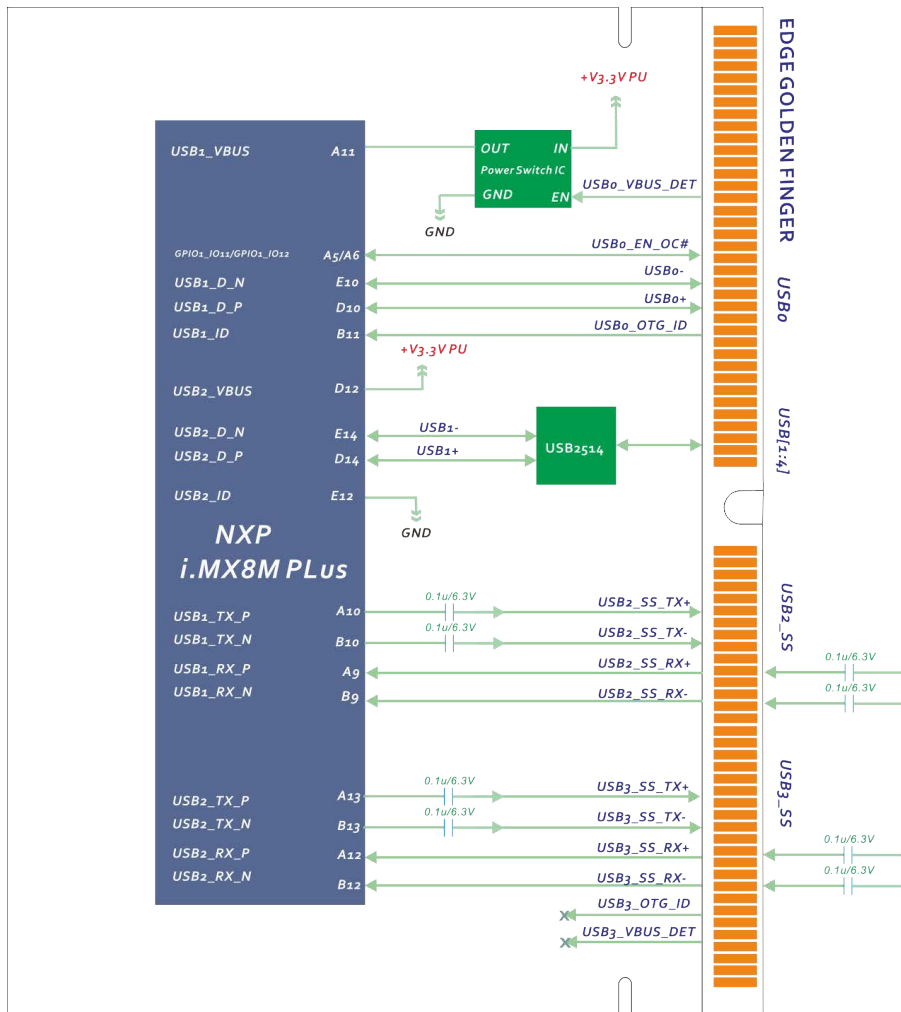 EDGE GOLDEN FINGER
+V3.3V PU
USB1_VBUS A11
OUT IN
Power Switch IC
GND EN
USB0_VBUS_DET
GND
GPIO1_IO11/GPIO1_IO12 A5/A6 USB0_EN_OC#
USB1_D_N E10 USB0-
USB0
USB1_D_P D10 USB0+
USB1_ID B11 USB0_OTG_ID
+V3.3V PU
USB2_VBUS D12
USB2_D_N E14 USB1-
USB2_D_P D14 USB1+
USB2514
USB[1:4]
USB2_ID E12
GND
NXP
i.MX8M PLus
0.1u/6.3V
USB1_TX_P A10 USB2_SS_TX+
USB2_SS
0.1u/6.3V
USB1_TX_N B10 USB2_SS_TX-
USB1_RX_P A9 USB2_SS_RX+
0.1u/6.3V
USB1_RX_N B9 USB2_SS_RX-
0.1u/6.3V
0.1u/6.3V
USB2_TX_P A13 USB3_SS_TX+
USB3_SS
0.1u/6.3V
USB2_TX_N B13 USB3_SS_TX-
USB2_RX_P A12 USB3_SS_RX+
0.1u/6.3V
USB2_RX_N B12 USB3_SS_RX-
0.1u/6.3V
X USB3_OTG_ID
X USB3_VBUS_DET